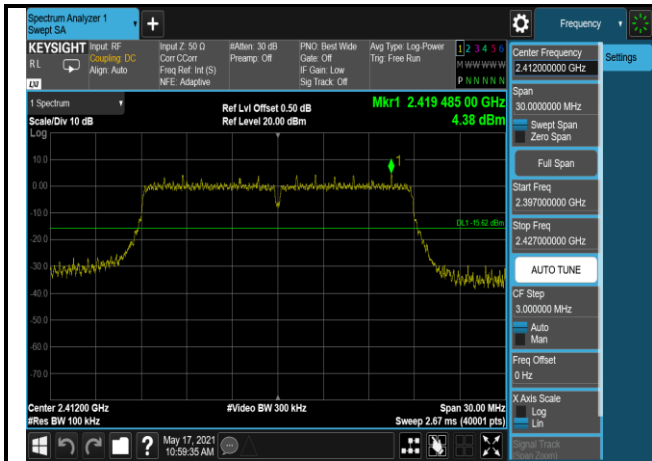 Spectrum Analyzer 1
Swept SA
+
Frequency
KEYSIGHT
RL
LXI
Input: RF
Coupling: DC
Align: Auto
Input Z: 50 Ω
Corr CCorr
Freq Ref: Int (S)
NFE: Adaptive
#Atten: 30 dB
Preamp: Off
PNO: Best Wide
Gate: Off
IF Gain: Low
Sig Track: Off
Avg Type: Log-Power
Trig: Free Run
1 2 3 4 5 6
M W W W W W
P N N N N N
1 Spectrum
Scale/Div 10 dB
Ref Lvl Offset 0.50 dB
Ref Level 20.00 dBm
Mkr1 2.419 485 00 GHz
4.38 dBm
Log
10.0
0.00
-10.0
-20.0
-30.0
-40.0
-50.0
-60.0
-70.0
1
DL1 -15.62 dBm
Center 2.41200 GHz
#Res BW 100 kHz
#Video BW 300 kHz
Span 30.00 MHz
Sweep 2.67 ms (40001 pts)
Center Frequency
2.412000000 GHz
Settings
Span
30.0000000 MHz
Swept Span
Zero Span
Full Span
Start Freq
2.397000000 GHz
Stop Freq
2.427000000 GHz
AUTO TUNE
CF Step
3.000000 MHz
Auto
Man
Freq Offset
0 Hz
X Axis Scale
Log
Lin
Signal Track
(Span Zoom)
?
May 17, 2021
10:59:35 AM